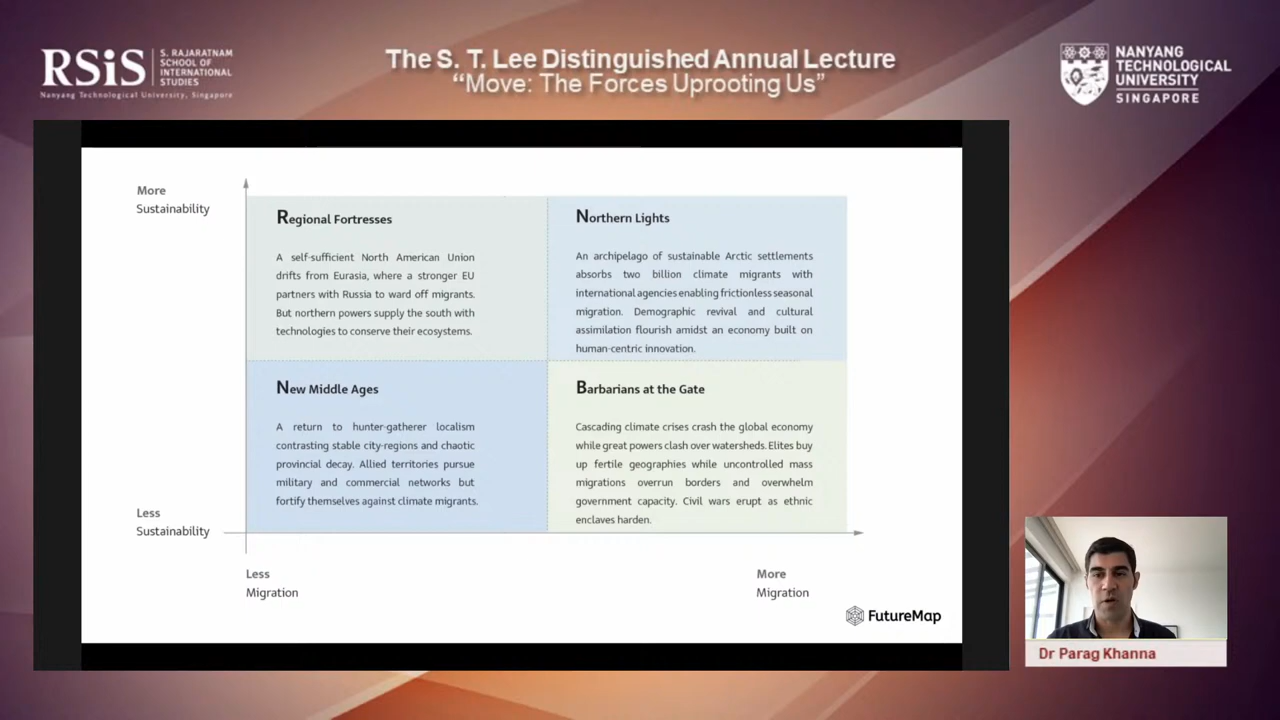 RSiS
S. RAJARATNAM
SCHOOL OF
INTERNATIONAL
STUDIES
Nanyang Technological University, Singapore
The S. T. Lee Distinguished Annual Lecture
“Move: The Forces Uprooting Us”
NANYANG
TECHNOLOGICAL
UNIVERSITY
SINGAPORE
More
Sustainability
Regional Fortresses
A self-sufficient North American Union
drifts from Eurasia, where a stronger EU
partners with Russia to ward off migrants.
But northern powers supply the south with
technologies to conserve their ecosystems.
Northern Lights
An archipelago of sustainable Arctic settlements
absorbs two billion climate migrants with
international agencies enabling frictionless seasonal
migration. Demographic revival and cultural
assimilation flourish amidst an economy built on
human-centric innovation.
New Middle Ages
A return to hunter-gatherer localism
contrasting stable city-regions and chaotic
provincial decay. Allied territories pursue
military and commercial networks but
fortify themselves against climate migrants.
Barbarians at the Gate
Cascading climate crises crash the global economy
while great powers clash over watersheds. Elites buy
up fertile geographies while uncontrolled mass
migrations overrun borders and overwhelm
government capacity. Civil wars erupt as ethnic
enclaves harden.
Less
Sustainability
Less
Migration
More
Migration
FutureMap
Dr Parag Khanna